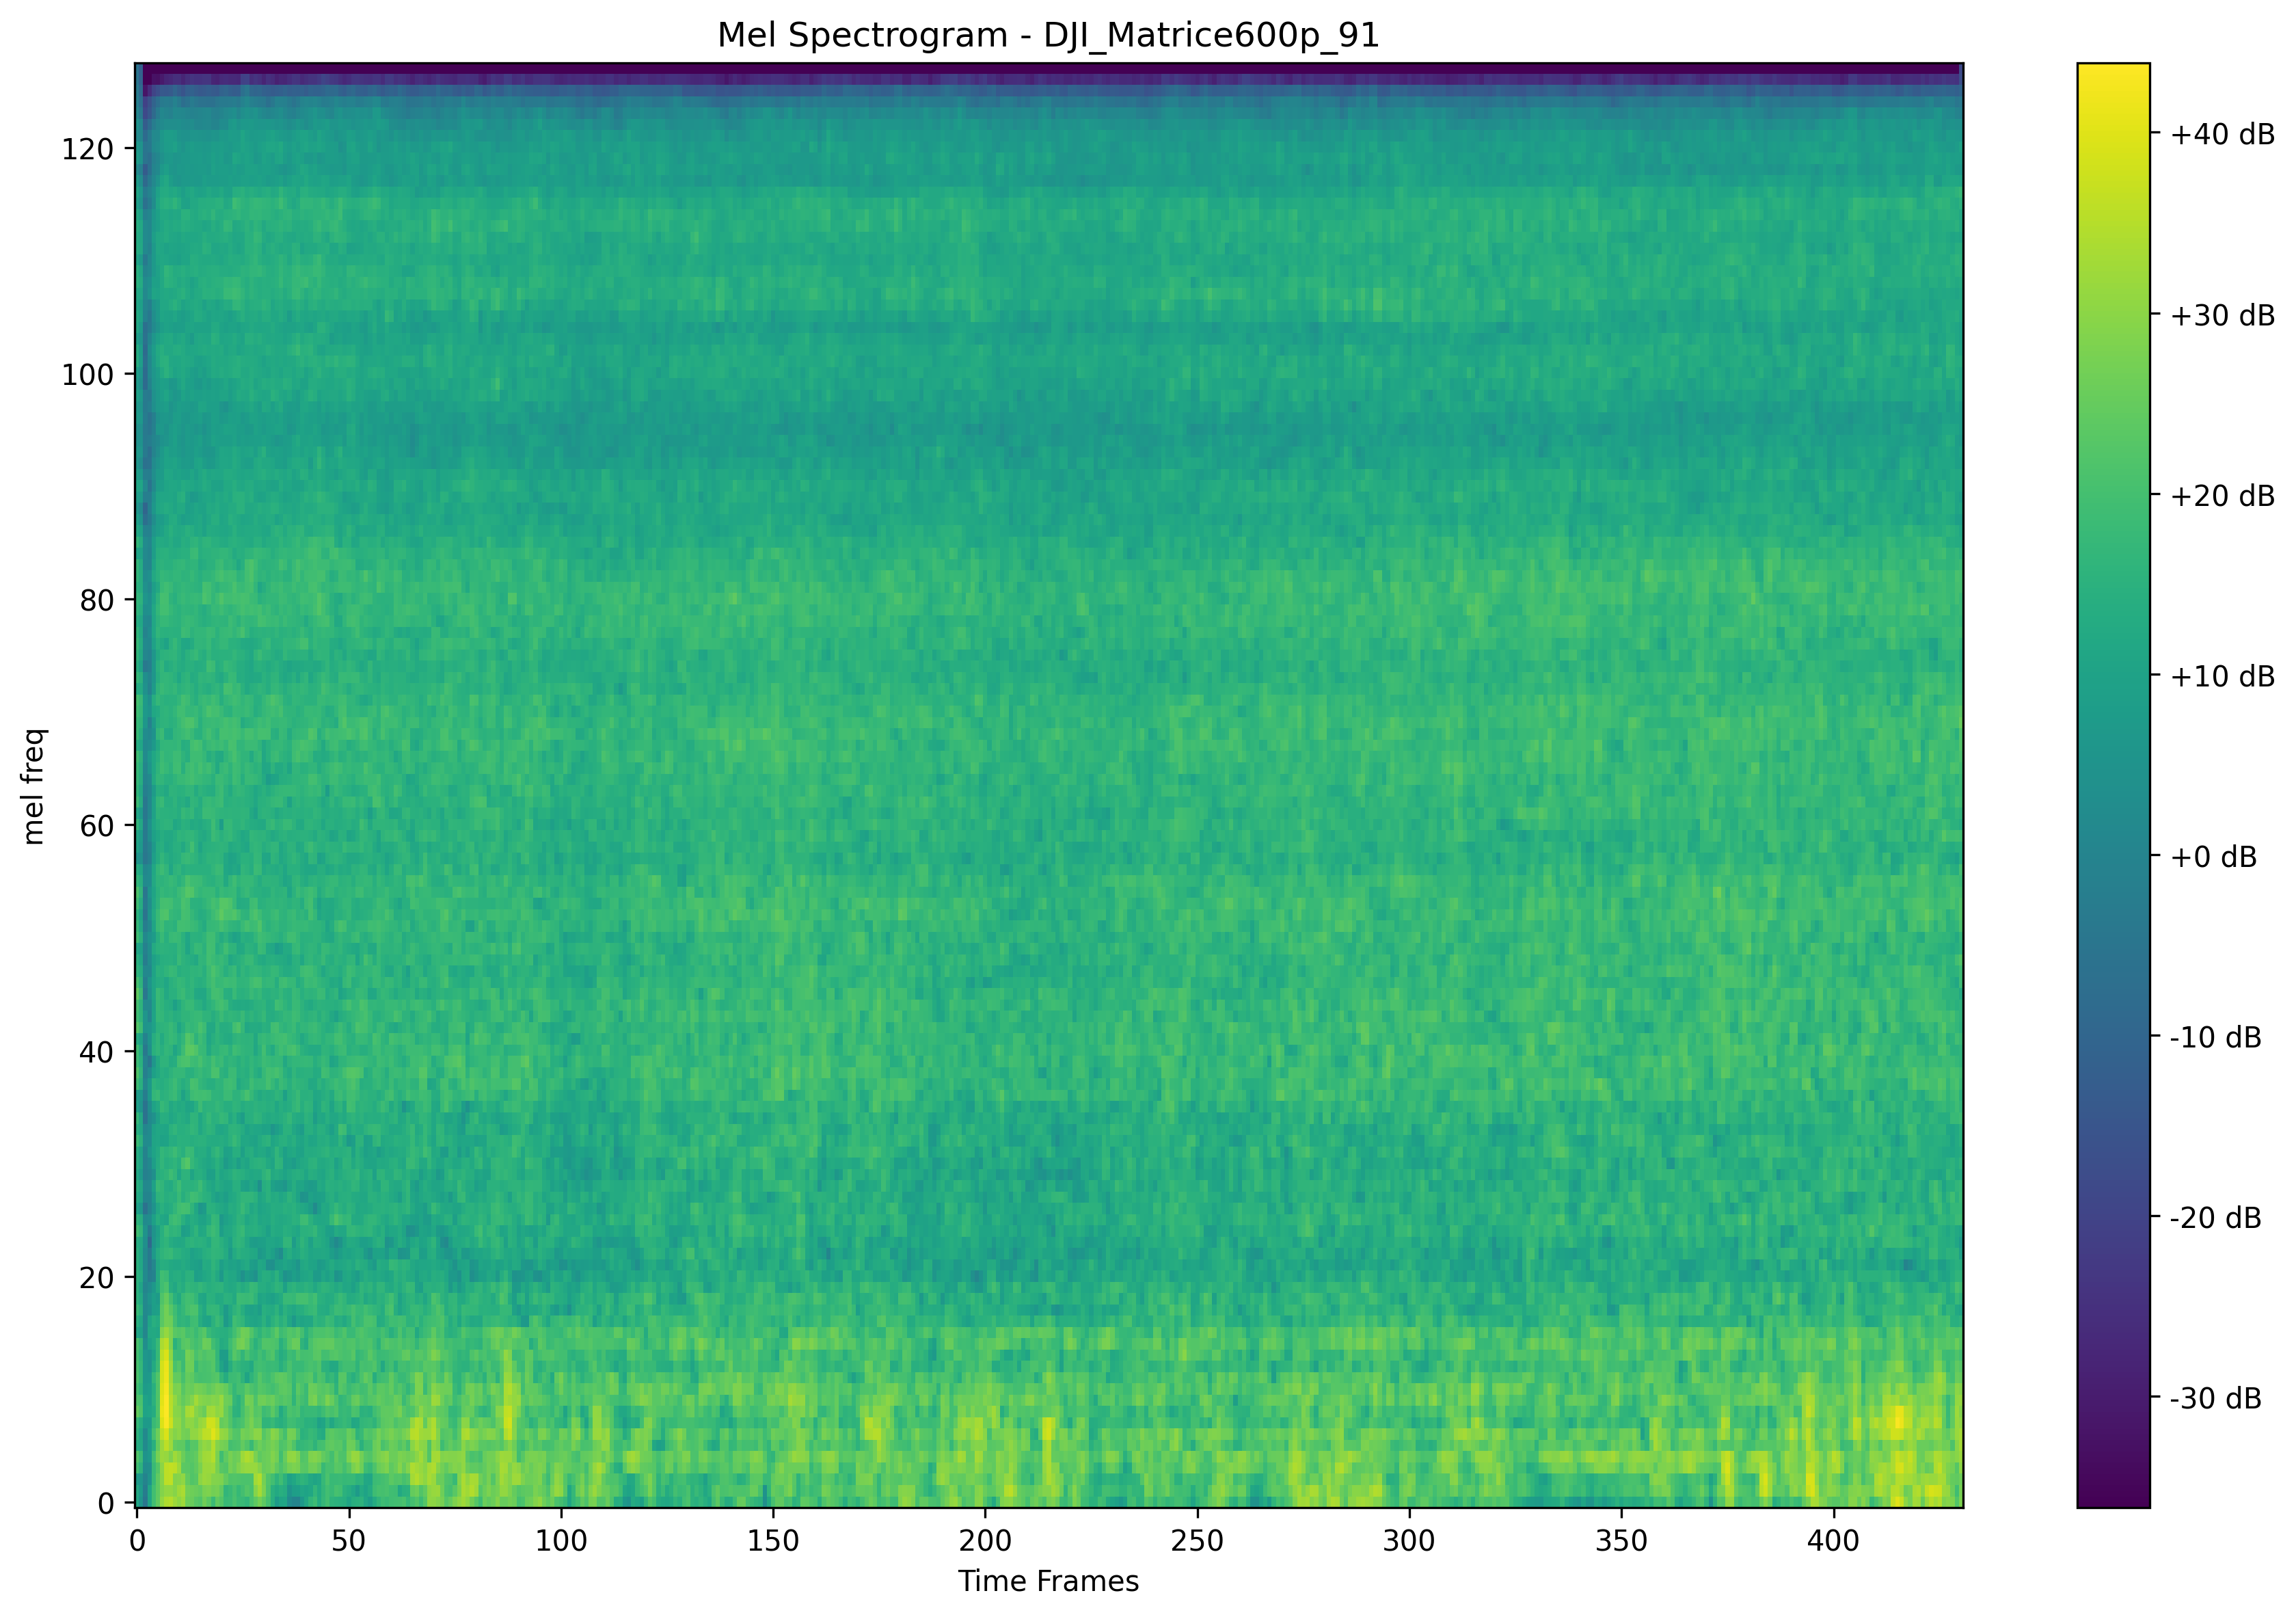 Mel Spectrogram - DJI_Matrice600p_91
mel freq
120
100
80
60
40
20
0
0 50 100 150 200 250 300 350 400
Time Frames
+40 dB
+30 dB
+20 dB
+10 dB
+0 dB
-10 dB
-20 dB
-30 dB